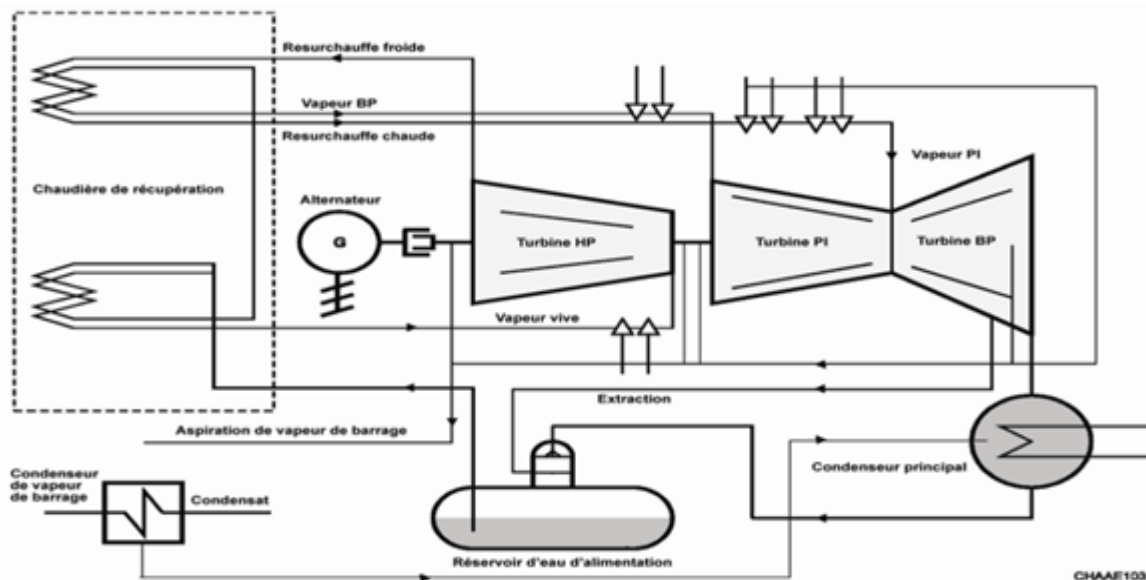 Resurchauffe froide
Vapeur BP
Resurchauffe chaude
Vapeur PI
Chaudière de récupération
Alternateur
G
Turbine HP
Turbine PI
Turbine BP
Vapeur vive
Extraction
Aspiration de vapeur de barrage
Condenseur
de vapeur
de barrage
Condensat
Condenseur principal
Réservoir d'eau d'alimentation
CHAAE103